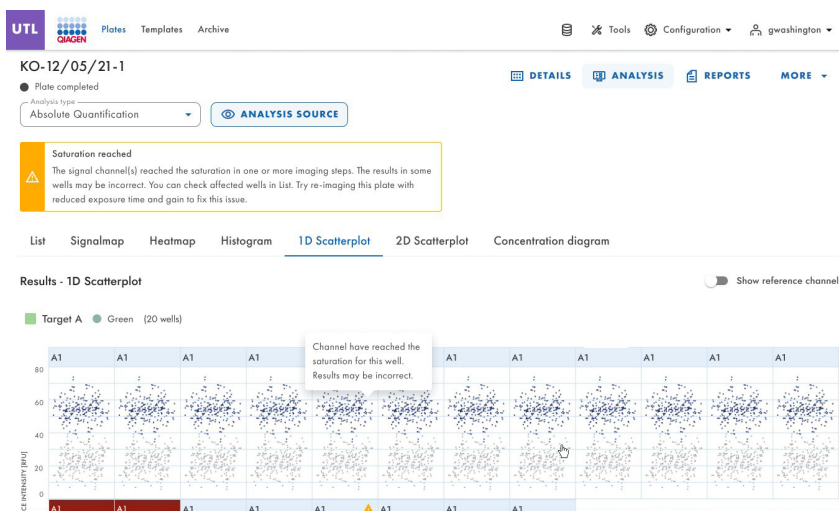 UTL
QIAGEN
Plates Templates Archive
Tools Configuration gwashington
KO-12/05/21-1
Plate completed
DETAILS ANALYSIS REPORTS MORE
Analysis type
Absolute Quantification
ANALYSIS SOURCE
Saturation reached
The signal channel(s) reached the saturation in one or more imaging steps. The results in some
wells may be incorrect. You can check affected wells in List. Try re-imaging this plate with
reduced exposure time and gain to fix this issue.
List Signalmap Heatmap Histogram 1D Scatterplot 2D Scatterplot Concentration diagram
Results - 1D Scatterplot
Show reference channel
Target A Green (20 wells)
Channel have reached the
saturation for this well.
Results may be incorrect.
A1 A1 A1 A1 A1 A1 A1 A1 A1 A1
80
60
40
20
0
CE INTENSITY [RFU]
A1 A1 A1 A1 A1 A1 A1 A1